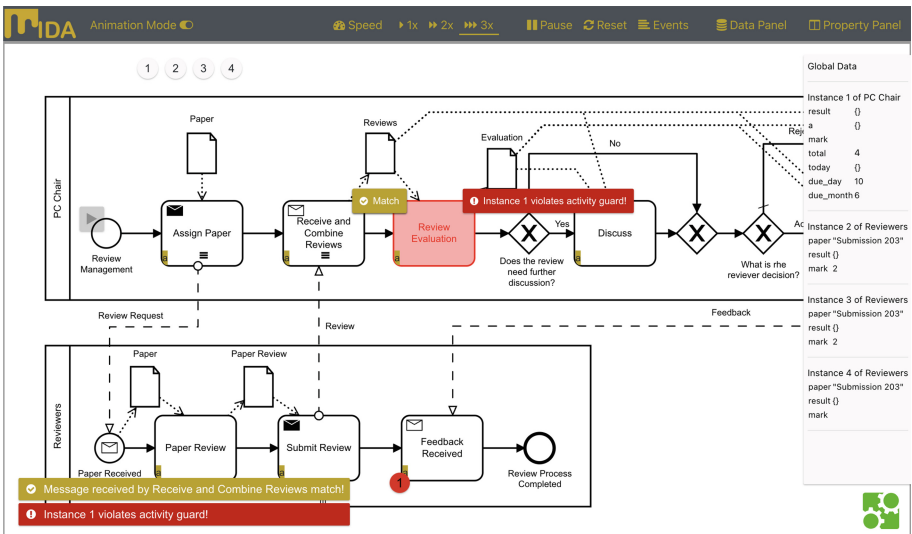 MIDA
Animation Mode
Speed
1x
2x
3x
Pause
Reset
Events
Data Panel
Property Panel
1
2
3
4
PC Chair
Paper
Reviews
Evaluation
No
Rej
Match
Instance 1 violates activity guard!
Review
Management
Assign Paper
a
Receive and
Combine
Reviews
a
Review
Evaluation
a
X
Does the review
need further
discussion?
Yes
Discuss
a
X
X
What is rhe
reviever decision?
Ac
Review Request
Review
Feedback
Reviewers
Paper
Paper Review
Paper Received
Paper Review
a
Submit Review
a
Feedback
Received
a
1
Review Process
Completed
Message received by Receive and Combine Reviews match!
Instance 1 violates activity guard!
Global Data
Instance 1 of PC Chair
result {}
a {}
mark
total 4
today {}
due_day 10
due_month 6
Instance 2 of Reviewers
paper "Submission 203"
result {}
mark 2
Instance 3 of Reviewers
paper "Submission 203"
result {}
mark 2
Instance 4 of Reviewers
paper "Submission 203"
result {}
mark